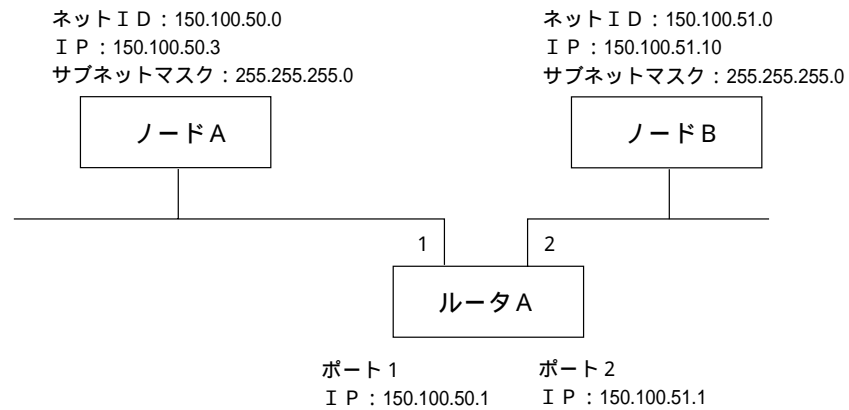 ネットＩＤ：150.100.50.0
ＩＰ：150.100.50.3
サブネットマスク：255.255.255.0
ネットＩＤ：150.100.51.0
ＩＰ：150.100.51.10
サブネットマスク：255.255.255.0
ノードＡ
ノードＢ
1
2
ルータＡ
ポート1
ＩＰ：150.100.50.1
ポート2
ＩＰ：150.100.51.1